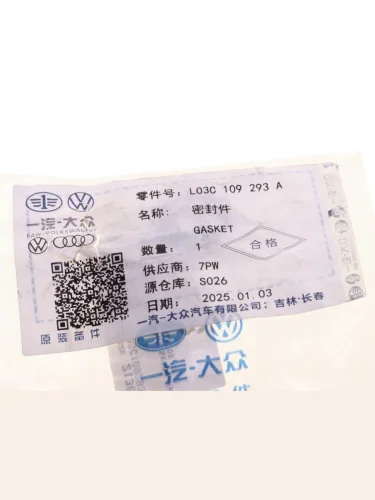 零件号: L03C 109 293 A
名称: 密封件
GASKET
数量: 1
合格
供应商: 7PW
源仓库: S026
日期: 2025.01.03
一汽-大众汽车有限公司; 吉林·长春
一汽-大众
FAW-VOLKSWAGEN
原装备件
一汽-大众
件